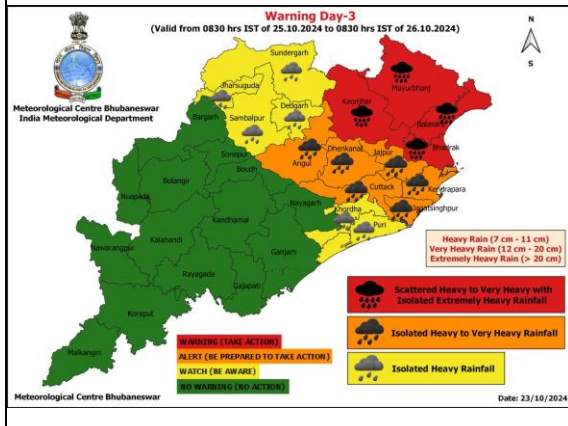 Warning Day-3
(Valid from 0830 hrs IST of 25.10.2024 to 0830 hrs IST of 26.10.2024)
N
S
Meteorological Centre Bhubaneswar
India Meteorological Department
Sundergarh
Jharsuguda
Mayurbhanj
Keonjhar
Balasore
Deogarh
Sambalpur
Bargarh
Bhadrak
Sonepur
Dhenkanal
Jajpur
Angul
Boudh
Bolangir
Nuapada
Cuttack
Kendrapara
Nayagarh
Jagatsinghpur
Khordha
Kandhamal
Puri
Kalahandi
Nawarangpur
Ganjam
Rayagada
Gajapati
Koraput
Malkangiri
Heavy Rain (7 cm - 11 cm)
Very Heavy Rain (12 cm - 20 cm)
Extremely Heavy Rain (> 20 cm)
Scattered Heavy to Very Heavy with
Isolated Extremely Heavy Rainfall
Isolated Heavy to Very Heavy Rainfall
Isolated Heavy Rainfall
WARNING (TAKE ACTION)
ALERT (BE PREPARED TO TAKE ACTION)
WATCH (BE AWARE)
NO WARNING (NO ACTION)
Meteorological Centre Bhubaneswar
Date: 23/10/2024